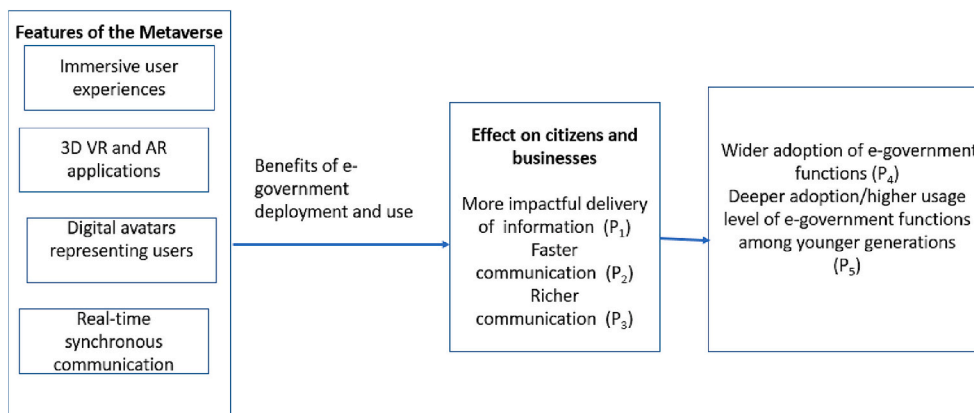 Features of the Metaverse
Immersive user
experiences
3D VR and AR
applications
Digital avatars
representing users
Real-time
synchronous
communication
Benefits of e-
government
deployment and use
Effect on citizens and
businesses
More impactful delivery
of information (P₁)
Faster
communication (P₂)
Richer
communication (P₃)
Wider adoption of e-government
functions (P₄)
Deeper adoption/higher usage
level of e-government functions
among younger generations
(P₅)